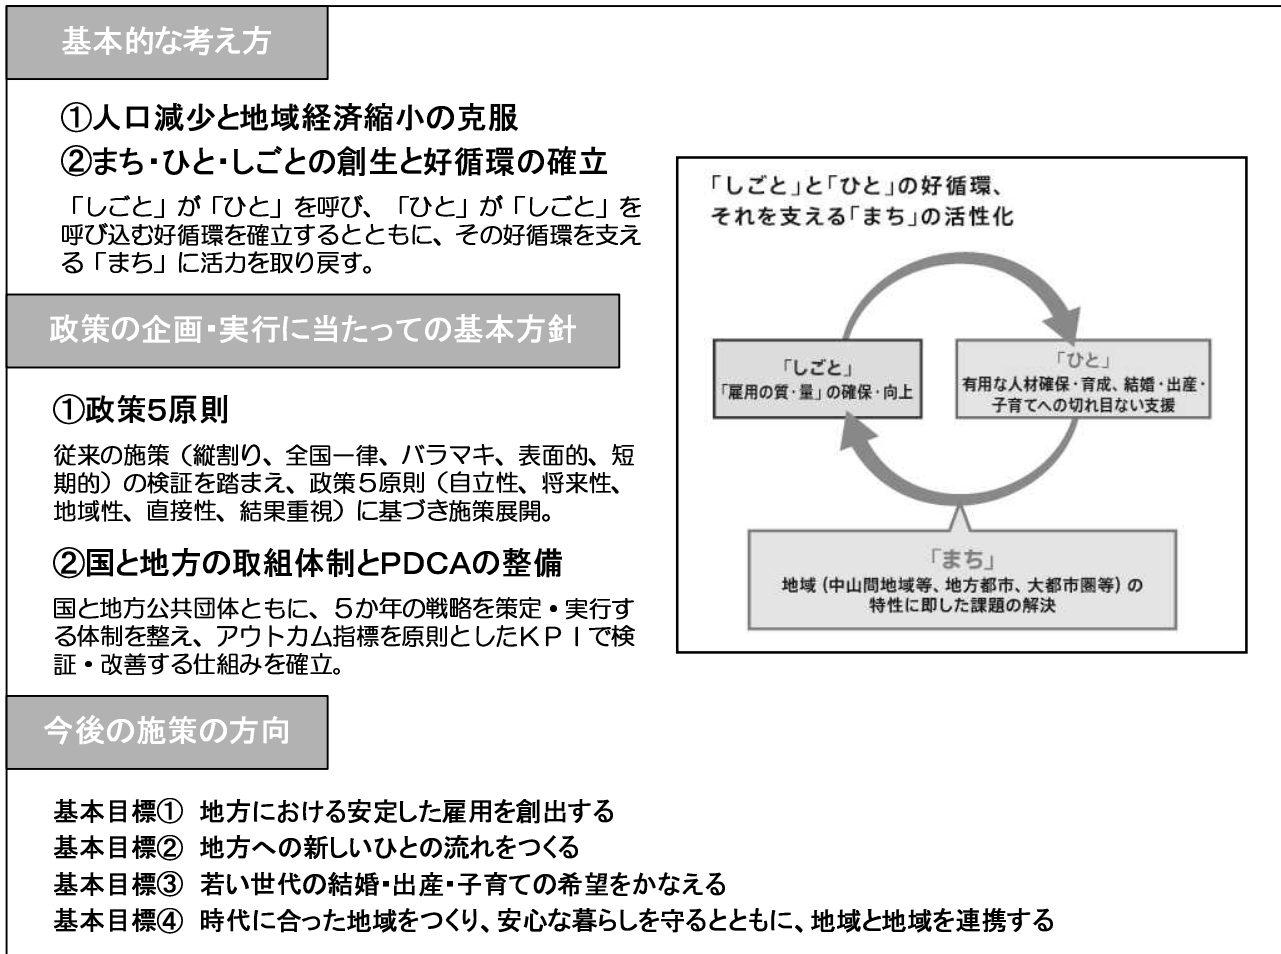 基本的な考え方
①人口減少と地域経済縮小の克服
②まち・ひと・しごとの創生と好循環の確立
「しごと」が「ひと」を呼び、「ひと」が「しごと」を
呼び込む好循環を確立するとともに、その好循環を支え
る「まち」に活力を取り戻す。
政策の企画・実行に当たっての基本方針
①政策5原則
従来の施策（縦割り、全国一律、バラマキ、表面的、短
期的）の検証を踏まえ、政策５原則（自立性、将来性、
地域性、直接性、結果重視）に基づき施策展開。
②国と地方の取組体制とPDCAの整備
国と地方公共団体ともに、５か年の戦略を策定・実行す
る体制を整え、アウトカム指標を原則としたＫＰＩで検
証・改善する仕組みを確立。
「しごと」と「ひと」の好循環、
それを支える「まち」の活性化
「しごと」
「雇用の質・量」の確保・向上
「ひと」
有用な人材確保・育成、結婚・出産・
子育てへの切れ目ない支援
「まち」
地域（中山間地域等、地方都市、大都市圏等）の
特性に即した課題の解決
今後の施策の方向
基本目標① 地方における安定した雇用を創出する
基本目標② 地方への新しいひとの流れをつくる
基本目標③ 若い世代の結婚・出産・子育ての希望をかなえる
基本目標④ 時代に合った地域をつくり、安心な暮らしを守るとともに、地域と地域を連携する